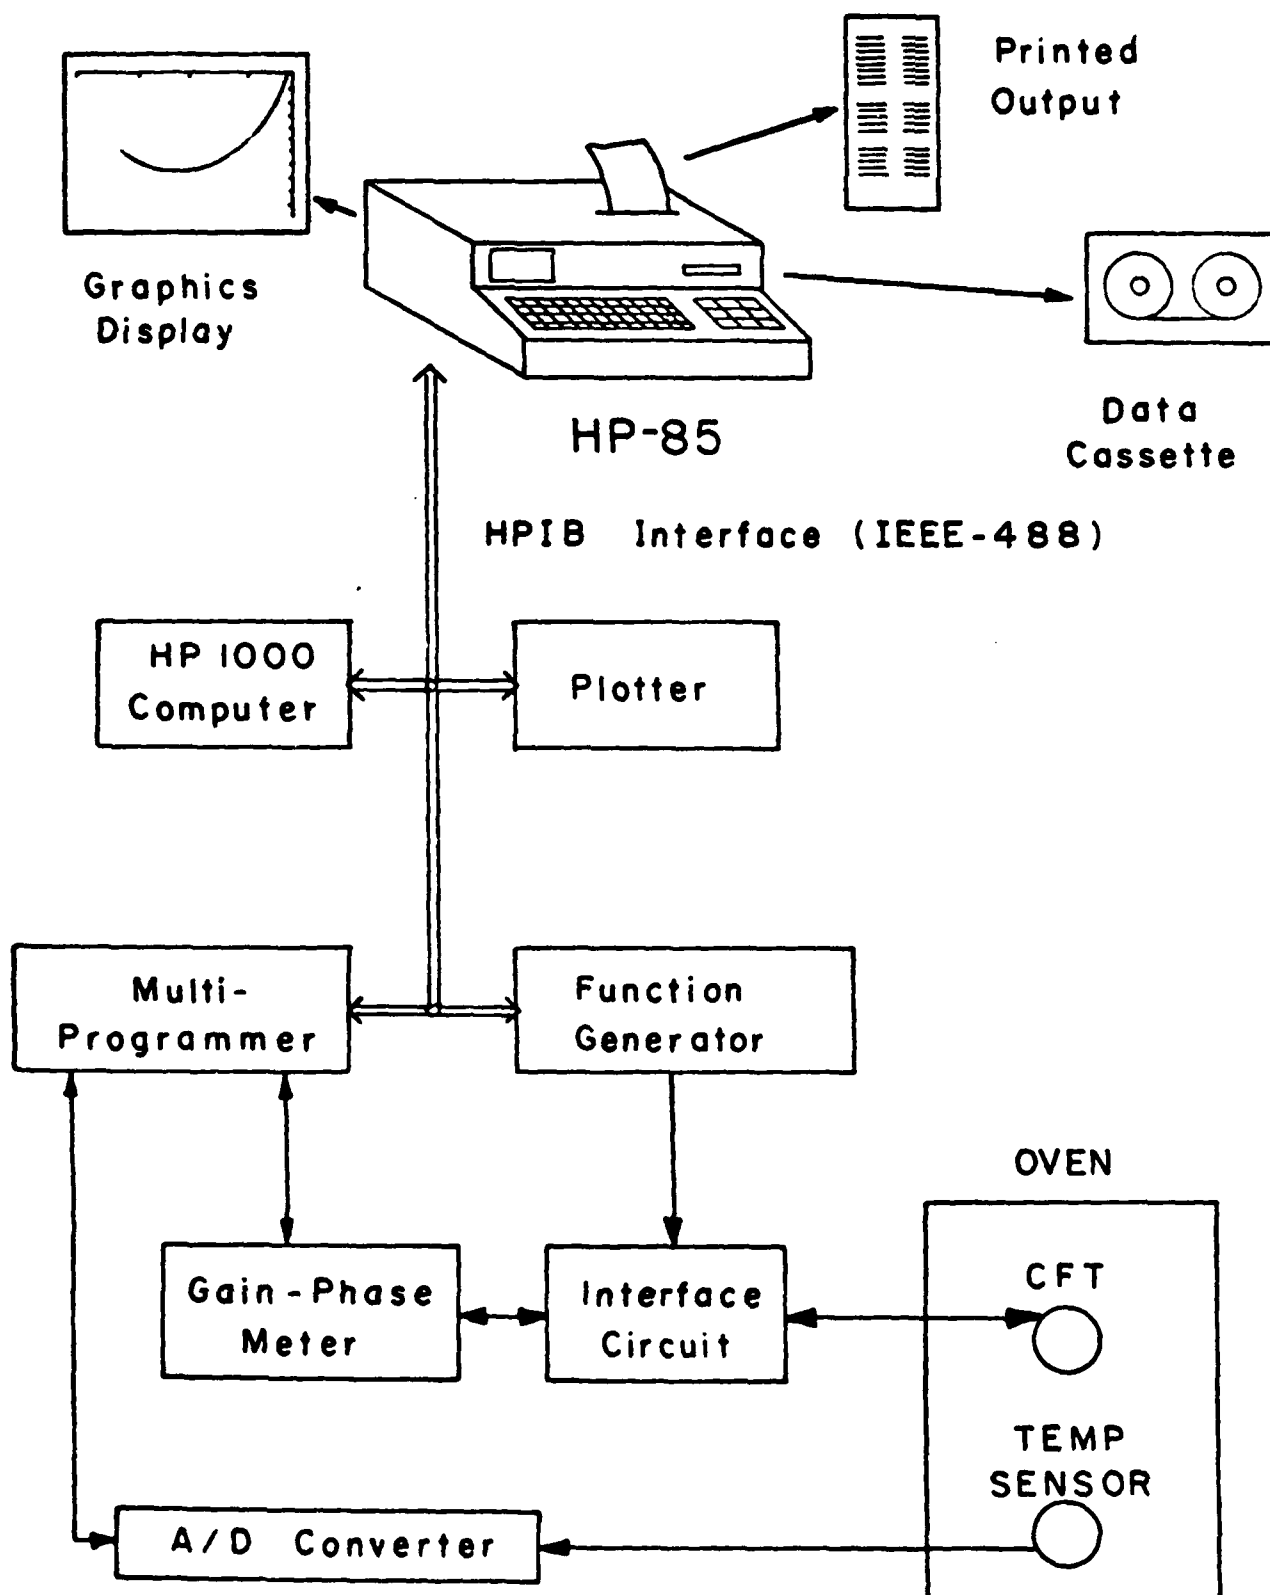 Printed
Output
Graphics
Display
Data
Cassette
HP-85
HPIB Interface (IEEE-488)
HP 1000
Computer
Plotter
Multi-
Programmer
Function
Generator
OVEN
Gain-Phase
Meter
Interface
Circuit
CFT
TEMP
SENSOR
A/D Converter